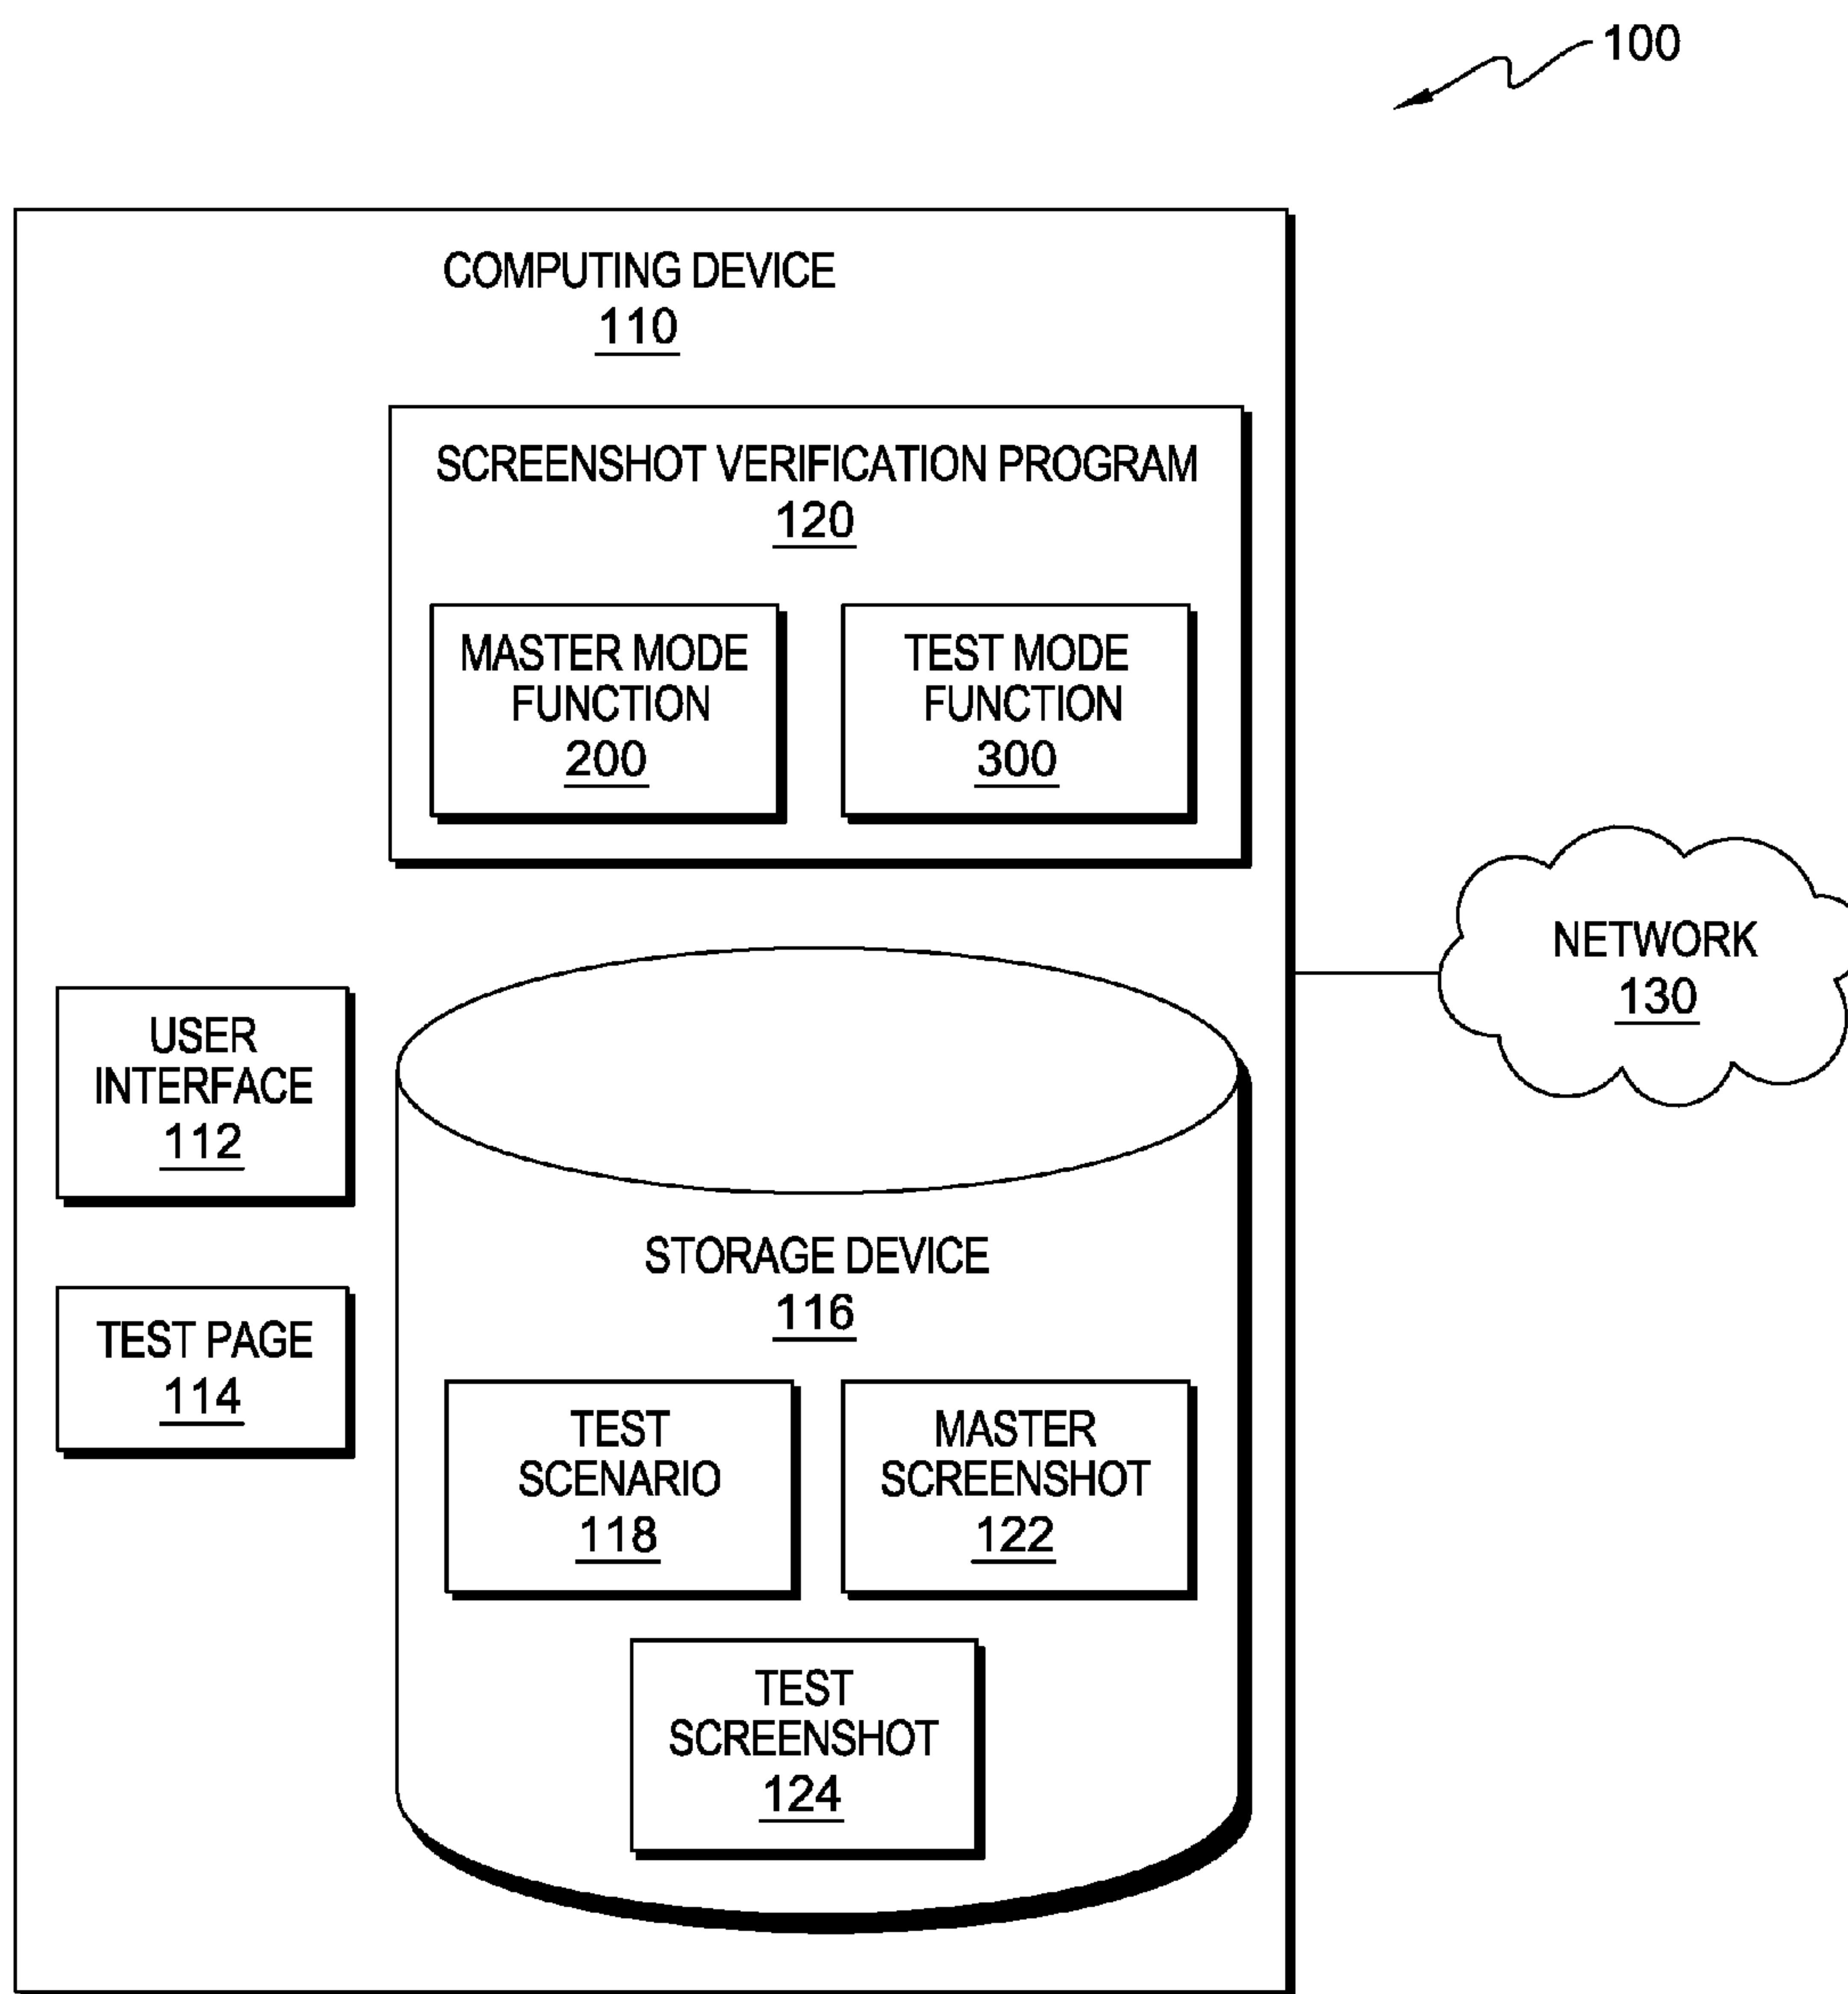 100
COMPUTING DEVICE
110
SCREENSHOT VERIFICATION PROGRAM
120
MASTER MODE
FUNCTION
200
TEST MODE
FUNCTION
300
NETWORK
130
USER
INTERFACE
112
TEST PAGE
114
STORAGE DEVICE
116
TEST
SCENARIO
118
MASTER
SCREENSHOT
122
TEST
SCREENSHOT
124